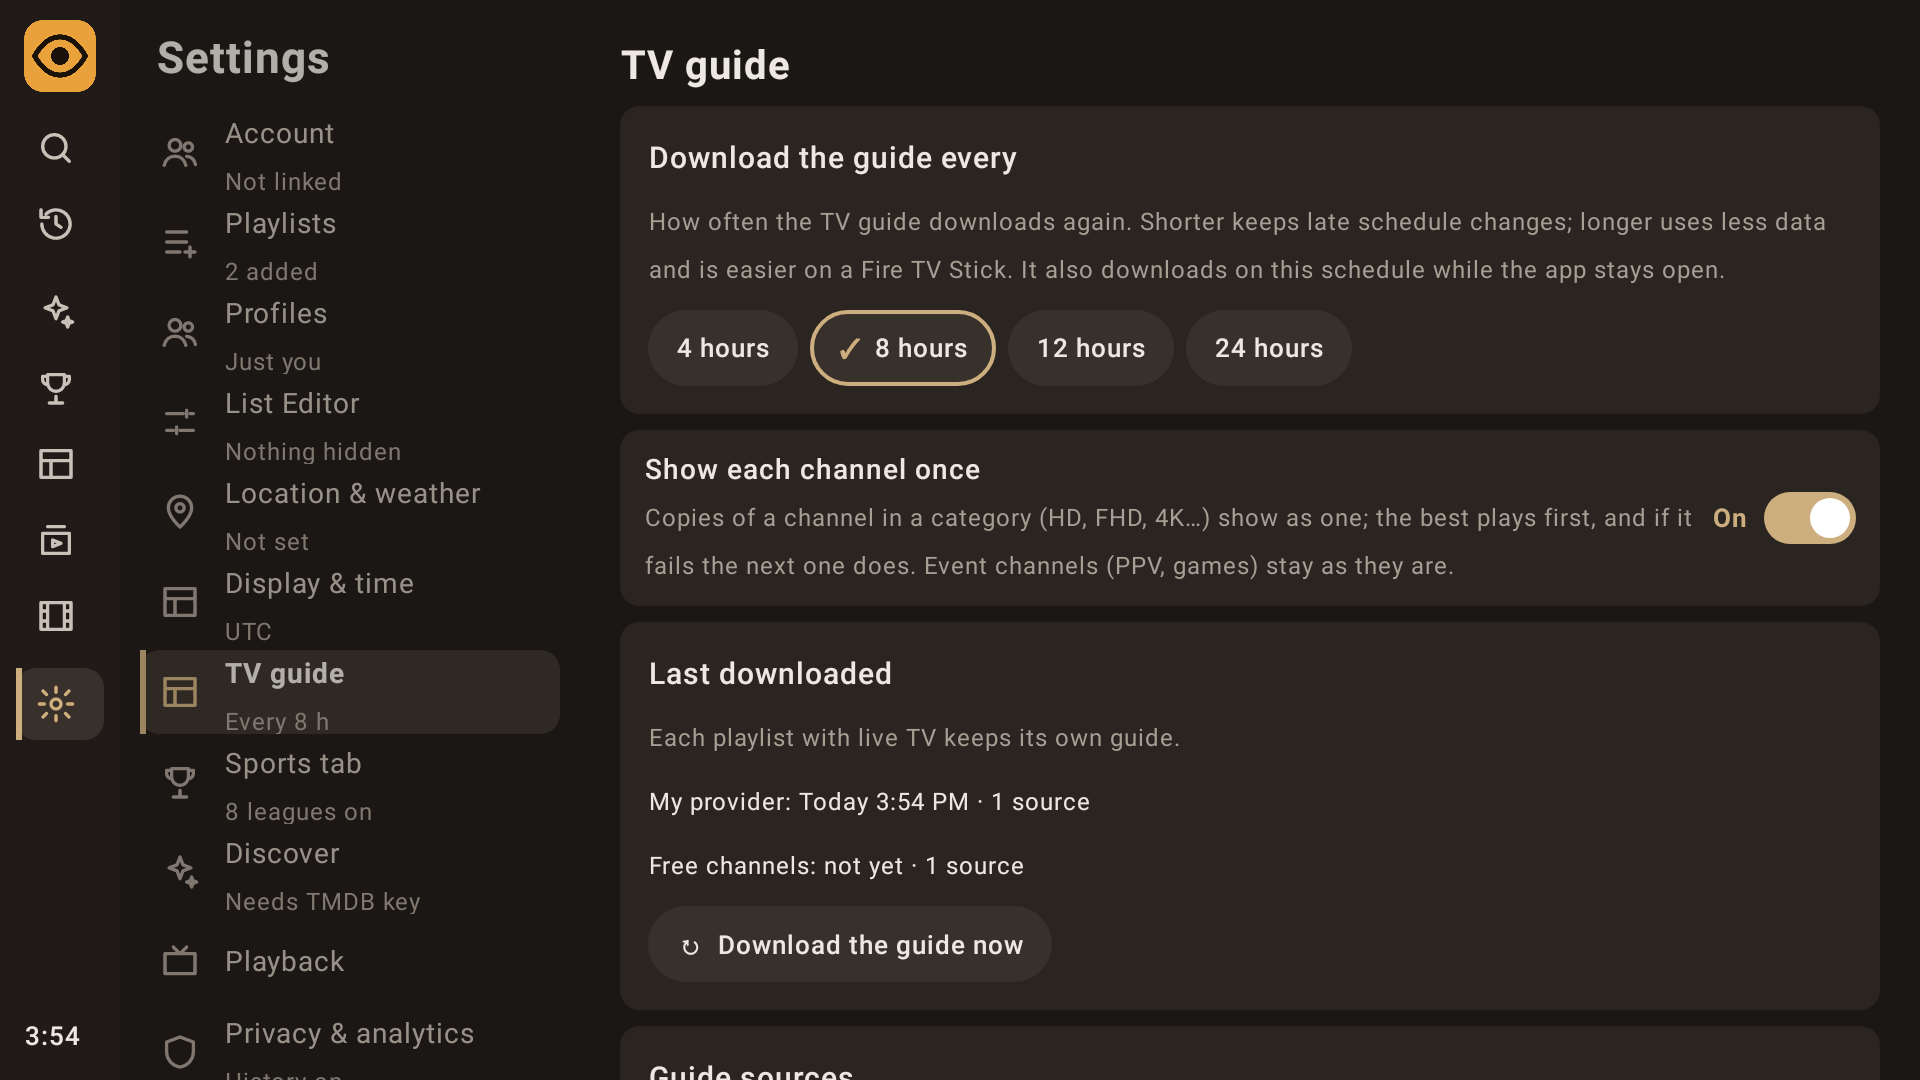 Settings
Account
Not linked
Playlists
2 added
Profiles
Just you
List Editor
Nothing hidden
Location & weather
Not set
Display & time
UTC
TV guide
Every 8 h
Sports tab
8 leagues on
Discover
Needs TMDB key
Playback
Privacy & analytics
History on
3:54
TV guide
Download the guide every
How often the TV guide downloads again. Shorter keeps late schedule changes; longer uses less data
and is easier on a Fire TV Stick. It also downloads on this schedule while the app stays open.
4 hours
✓ 8 hours
12 hours
24 hours
Show each channel once
Copies of a channel in a category (HD, FHD, 4K…) show as one; the best plays first, and if it
fails the next one does. Event channels (PPV, games) stay as they are.
On
Last downloaded
Each playlist with live TV keeps its own guide.
My provider: Today 3:54 PM · 1 source
Free channels: not yet · 1 source
↻ Download the guide now
Guide sources